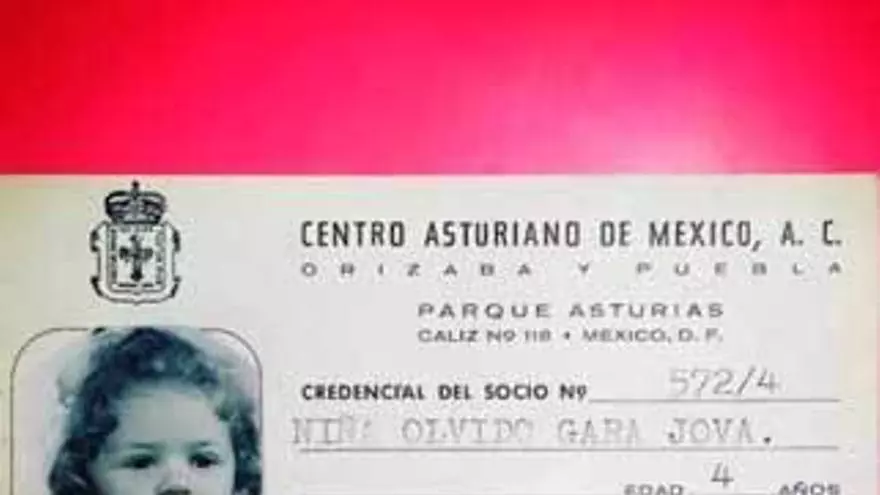 CENTRO ASTURIANO DE MEXICO, A. C.
ORIZABA Y PUEBLA
PARQUE ASTURIAS
CALIZ Nº 118 • MEXICO, D. F.
CREDENCIAL DEL SOCIO Nº 572/4
NIÑA OLVIDO GARA JOVA.
EDAD 4 AÑOS